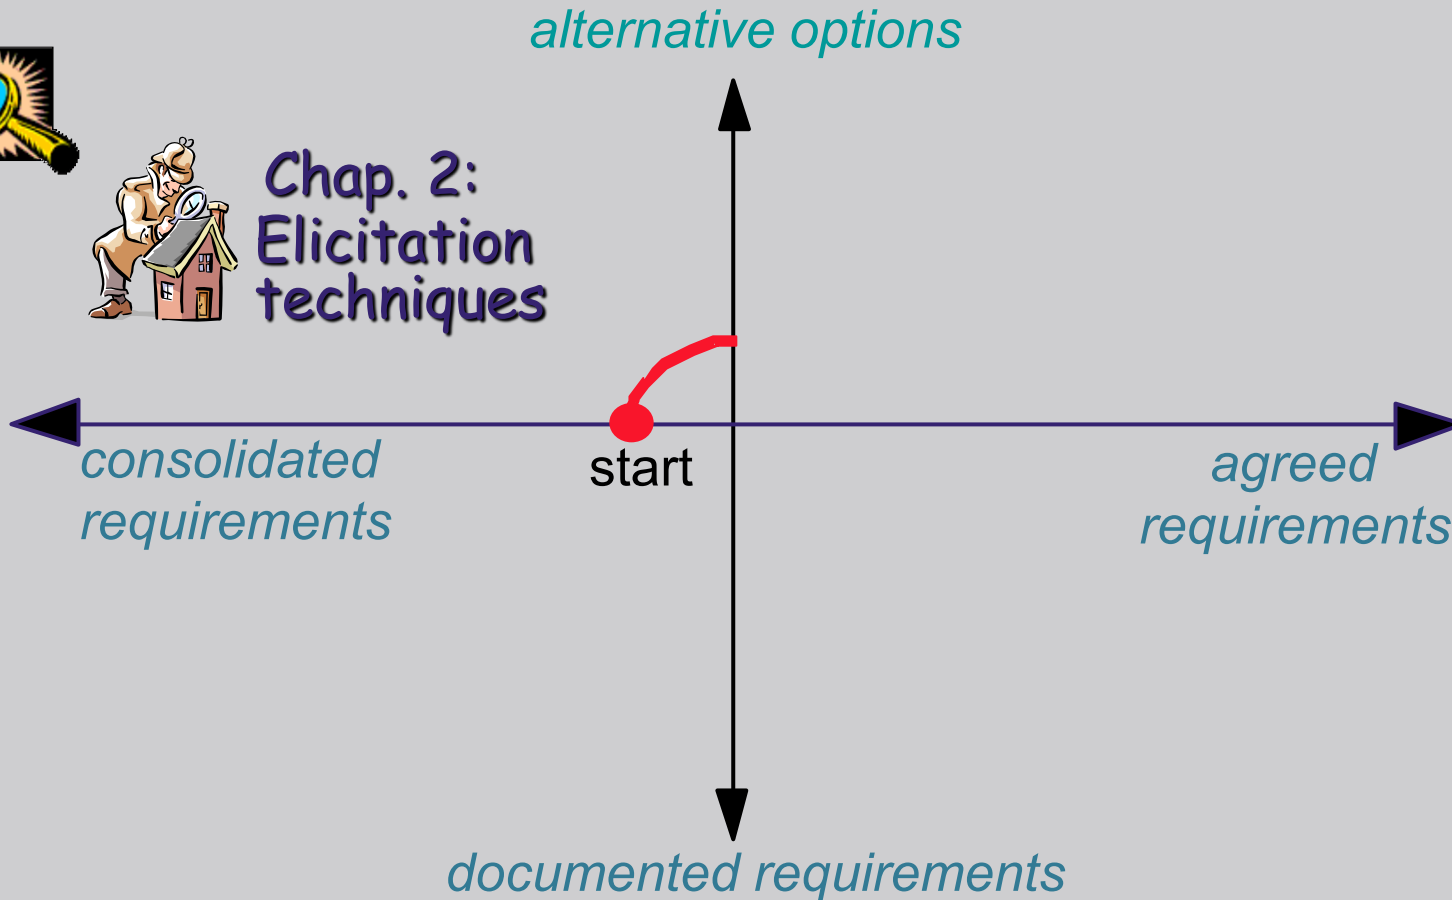 alternative options
Chap. 2:
Elicitation
techniques
consolidated
requirements
start
agreed
requirements
documented requirements